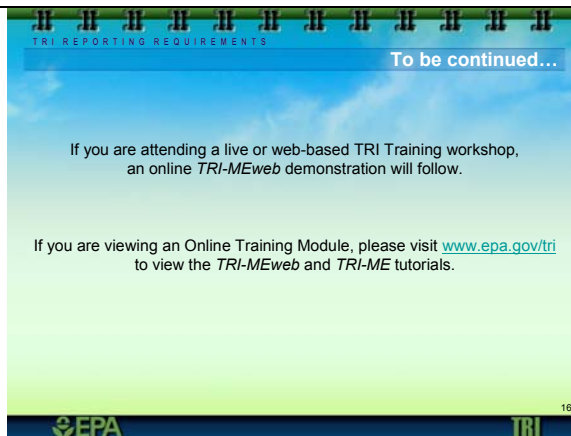 TRI REPORTING REQUIREMENTS
To be continued…
If you are attending a live or web-based TRI Training workshop,
an online TRI-MEweb demonstration will follow.
If you are viewing an Online Training Module, please visit www.epa.gov/tri
to view the TRI-MEweb and TRI-ME tutorials.
16
EPA
TRI